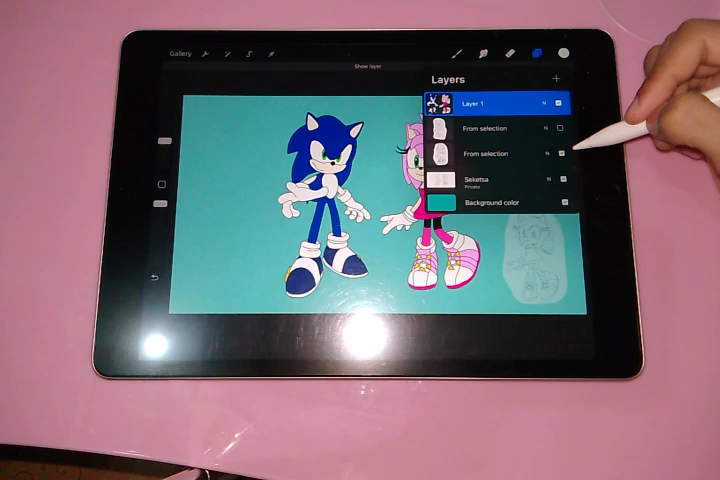 Gallery
Show layer
Layers
Layer 1 N
From selection N
From selection N
Seketsa N
Private
Background color